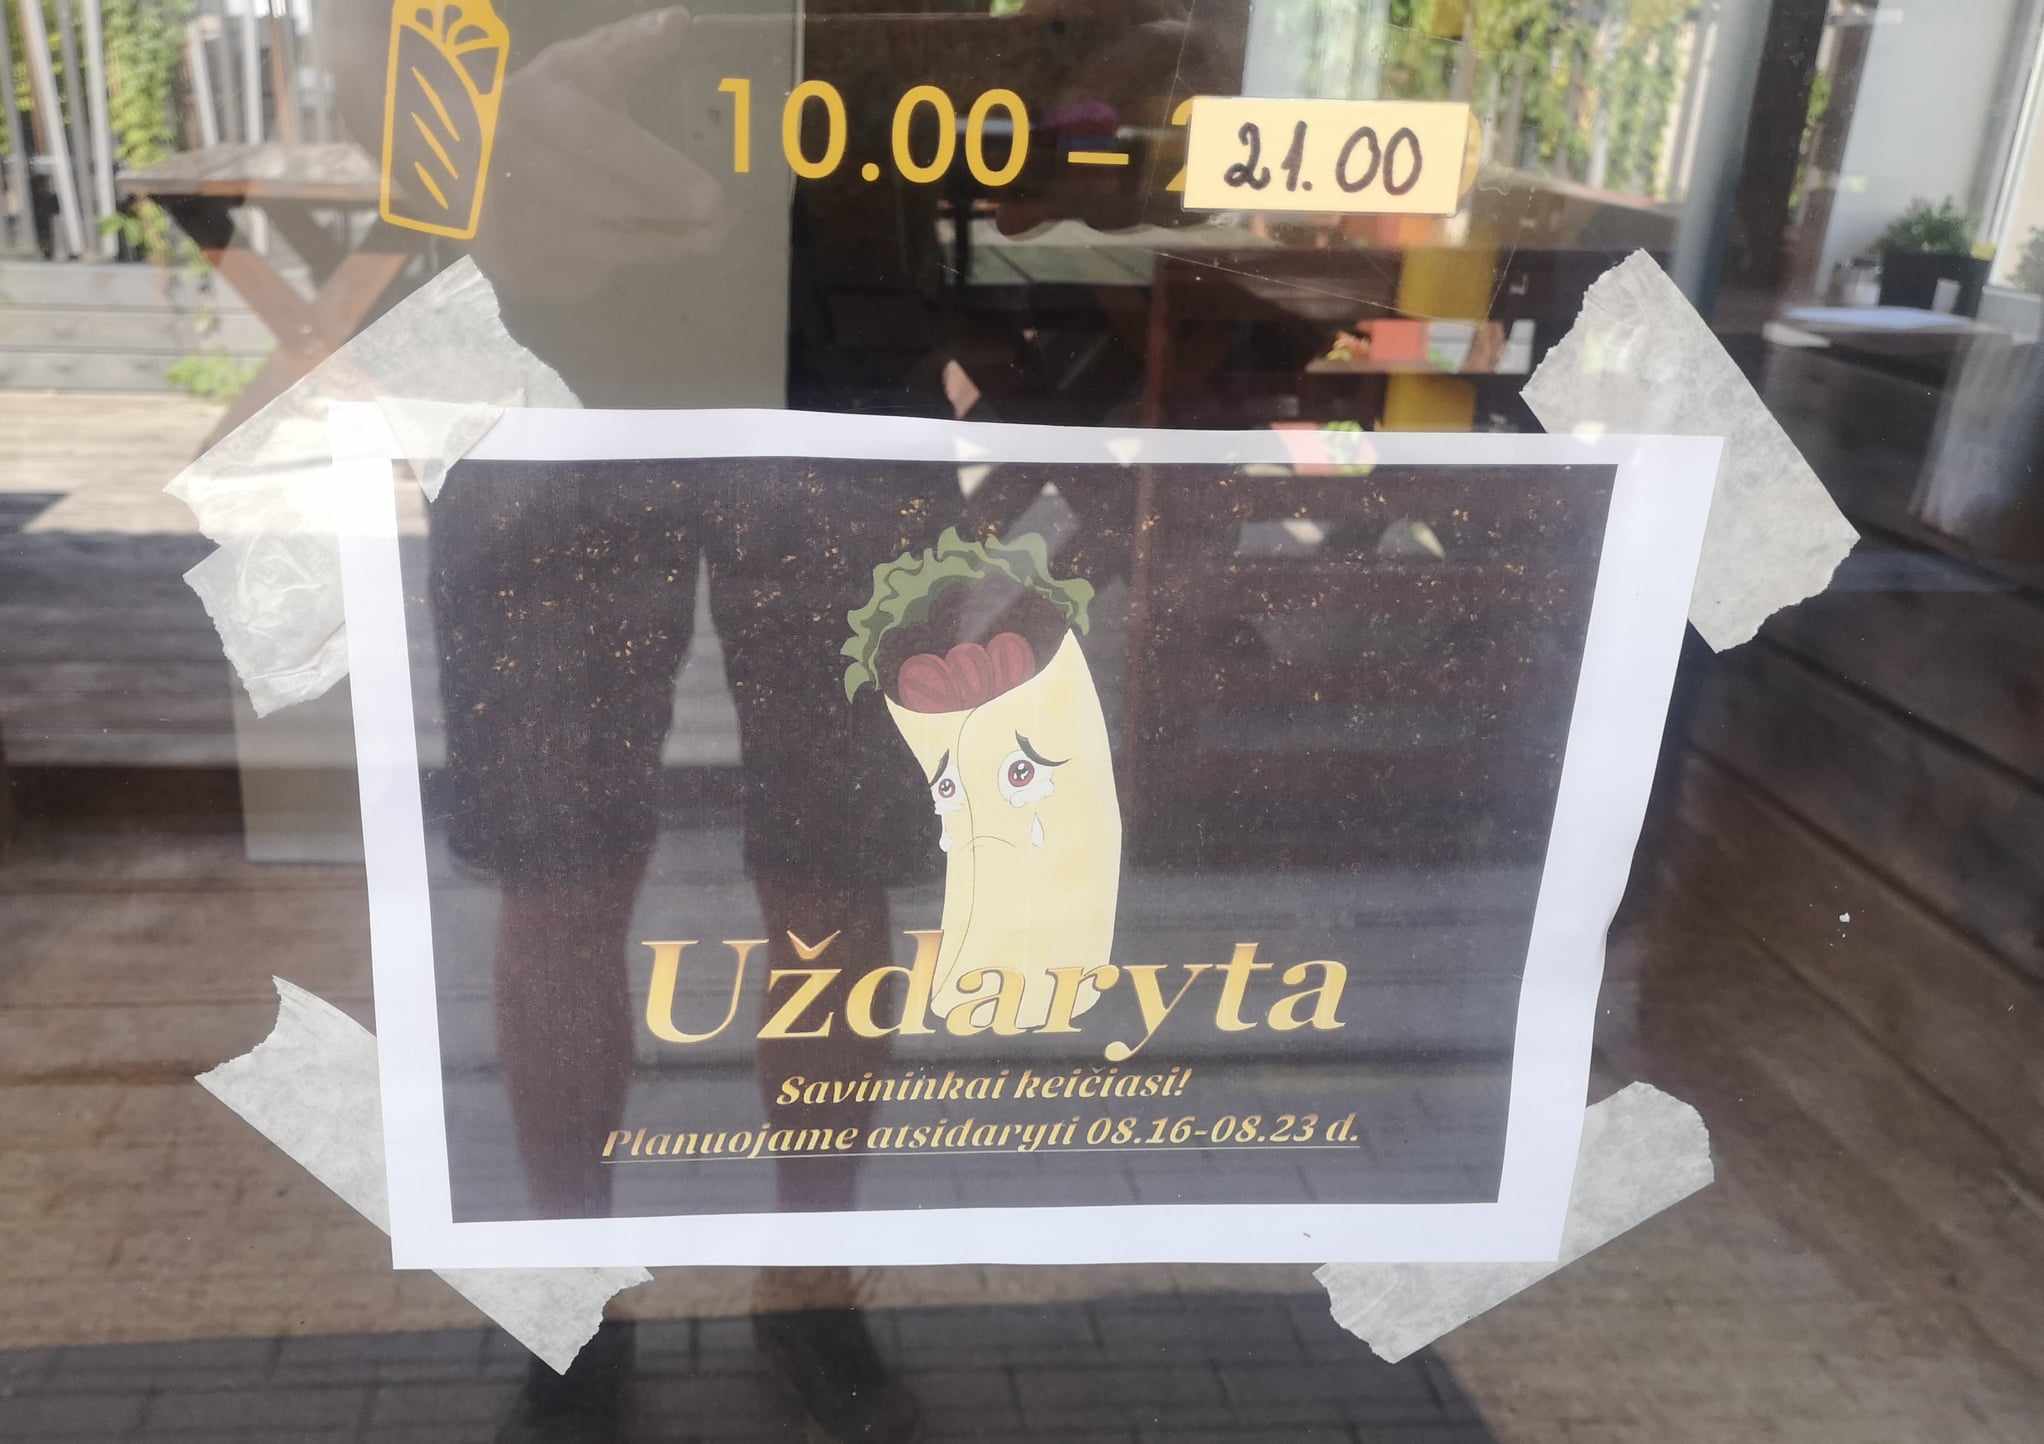 10.00 – 21.00
Uždaryta
Savininkai keičiasi!
Planuojame atsidaryti 08.16-08.23 d.